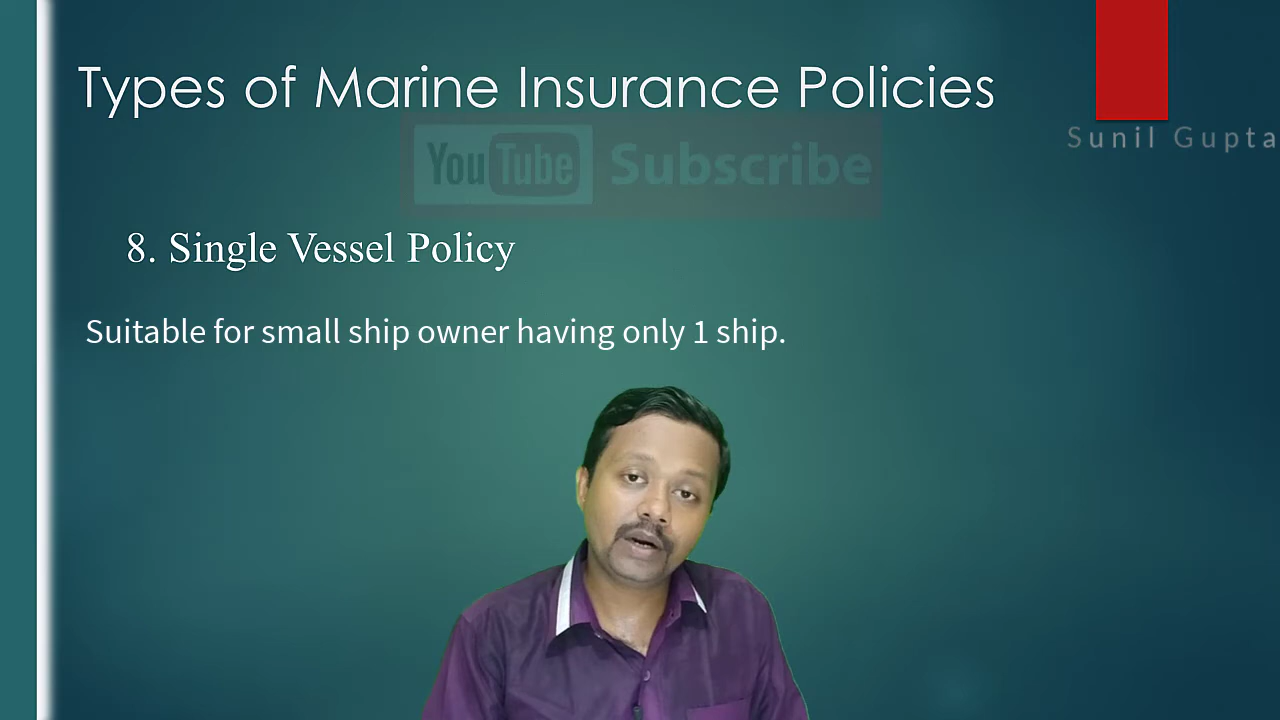 Types of Marine Insurance Policies
Sunil Gupta
YouTube Subscribe
8. Single Vessel Policy
Suitable for small ship owner having only 1 ship.